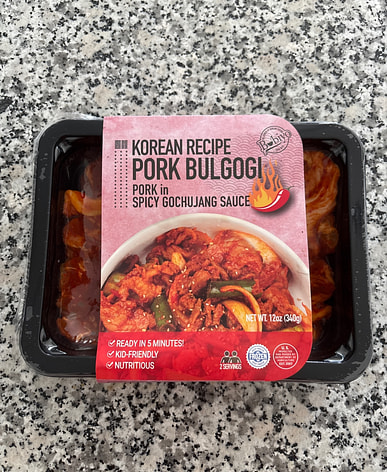 KOREAN RECIPE
PORK BULGOGI
PORK in
SPICY GOCHUJANG SAUCE
NET WT. 12oz (340g)
READY IN 5 MINUTES!
KID-FRIENDLY
NUTRITIOUS
2 SERVINGS
FROZEN
U.S.